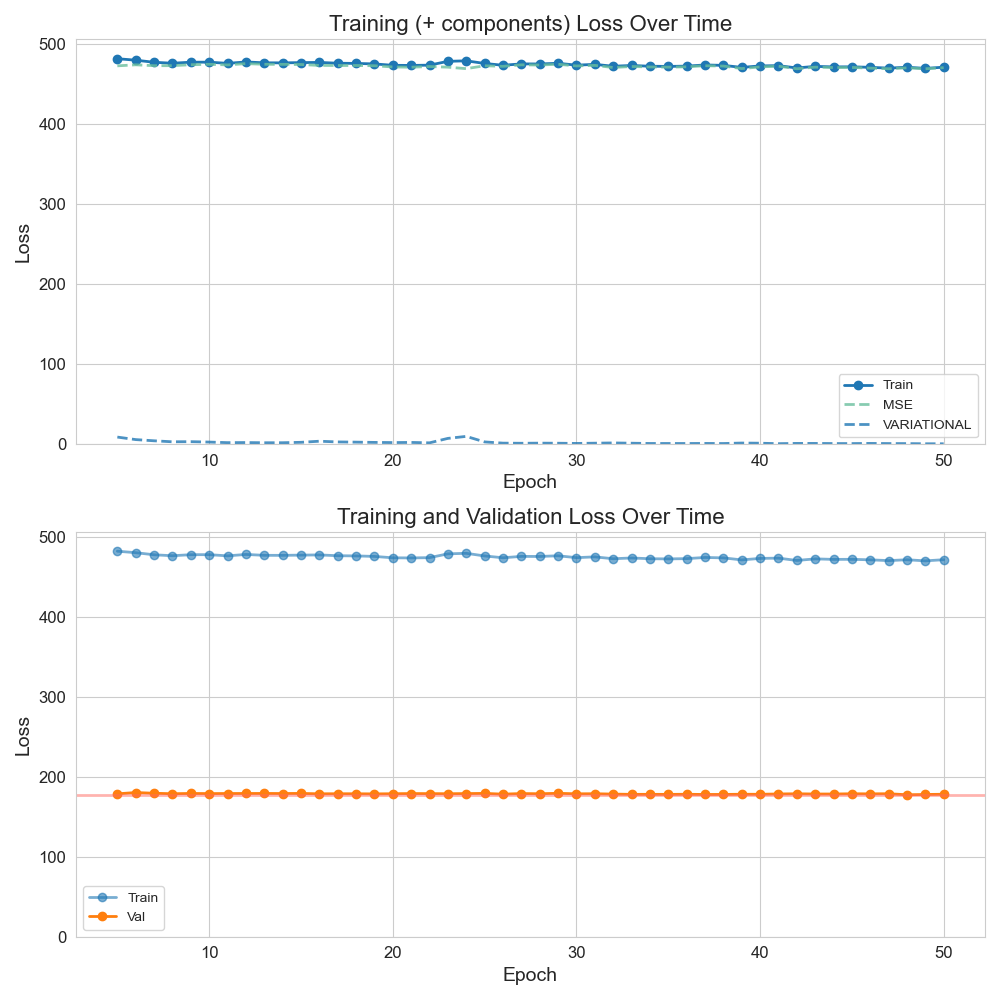 Training (+ components) Loss Over Time
500
400
300
200
100
0
Loss
Train
MSE
VARIATIONAL
10 20 30 40 50
Epoch
Training and Validation Loss Over Time
500
400
300
200
100
0
Loss
Train
Val
10 20 30 40 50
Epoch